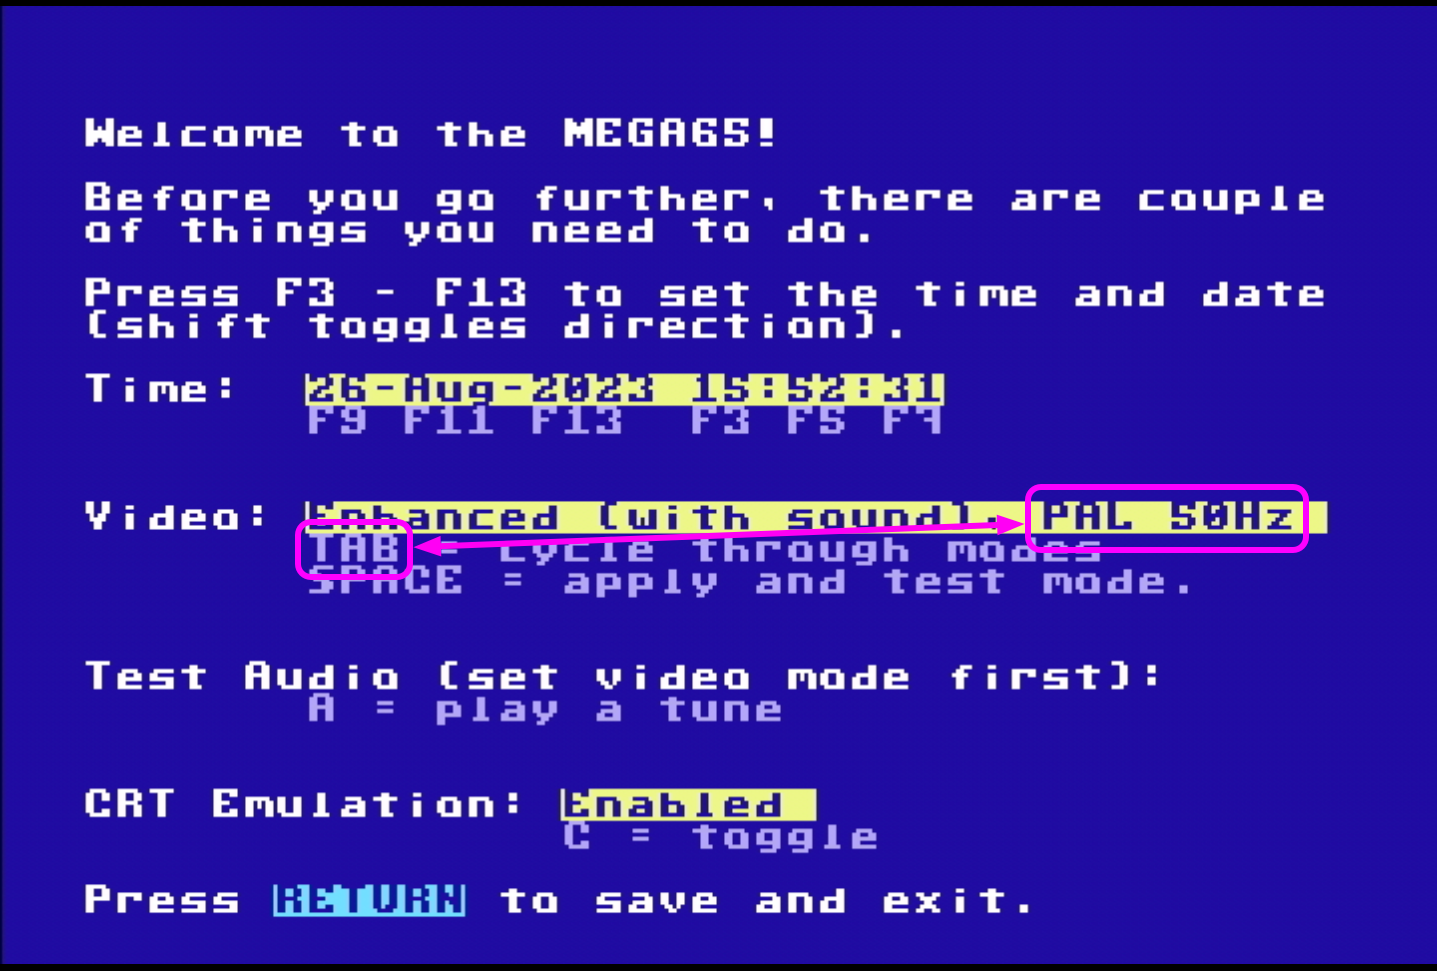 Welcome to the MEGA65!
Before you go further, there are couple
of things you need to do.
Press F3 - F13 to set the time and date
(shift toggles direction).
Time: 26-Aug-2023 15:52:31
F9 F11 F13 F3 F5 F7
Video: Enhanced (with sound), PAL 50Hz
TAB = cycle through modes
SPACE = apply and test mode.
Test Audio (set video mode first):
A = play a tune
CRT Emulation: Enabled
C = toggle
Press RETURN to save and exit.